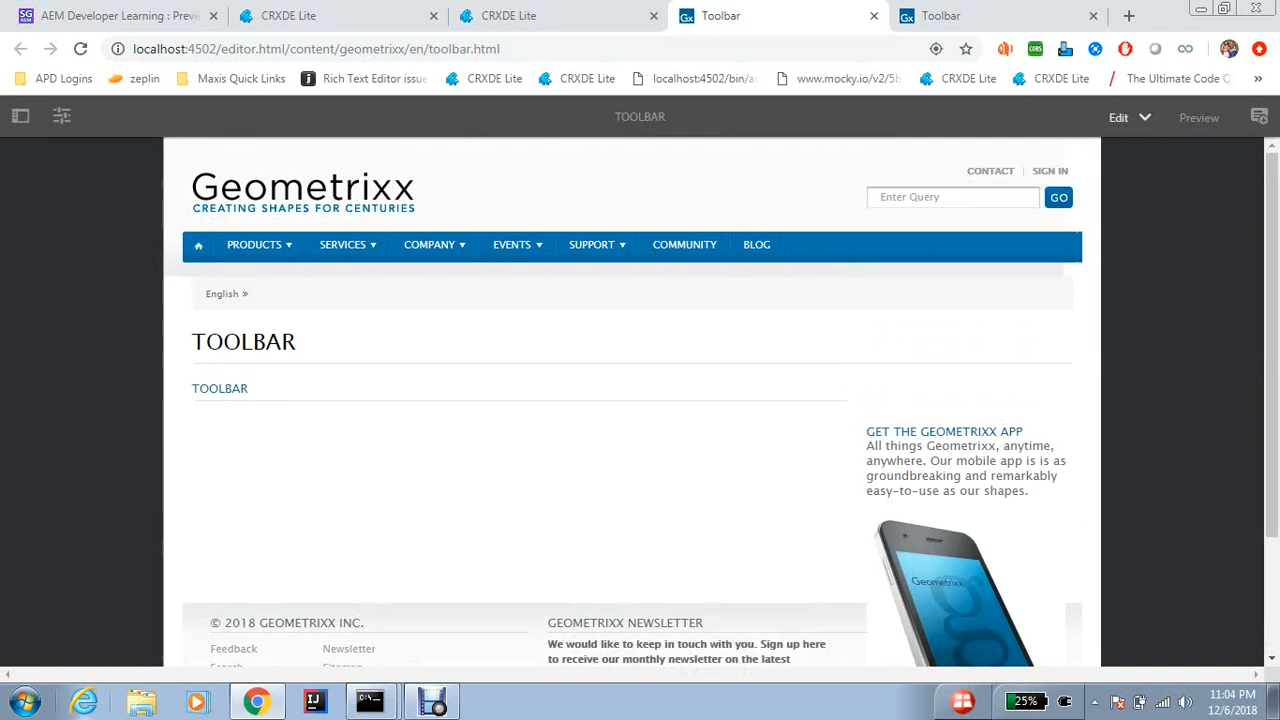 AEM Developer Learning : Previ
CRXDE Lite
CRXDE Lite
Toolbar
Toolbar
localhost:4502/editor.html/content/geometrixx/en/toolbar.html
APD Logins
zeplin
Maxis Quick Links
Rich Text Editor issue
CRXDE Lite
CRXDE Lite
localhost:4502/bin/a
www.mocky.io/v2/5b
CRXDE Lite
CRXDE Lite
The Ultimate Code
TOOLBAR
Edit
Preview
CONTACT | SIGN IN
Geometrixx
CREATING SHAPES FOR CENTURIES
Enter Query
GO
PRODUCTS
SERVICES
COMPANY
EVENTS
SUPPORT
COMMUNITY
BLOG
English »
TOOLBAR
TOOLBAR
GET THE GEOMETRIXX APP
All things Geometrixx, anytime,
anywhere. Our mobile app is is as
groundbreaking and remarkably
easy-to-use as our shapes.
Geometrixx
© 2018 GEOMETRIXX INC.
Feedback
Newsletter
GEOMETRIXX NEWSLETTER
We would like to keep in touch with you. Sign up here
to receive our monthly newsletter on the latest
25%
11:04 PM
12/6/2018